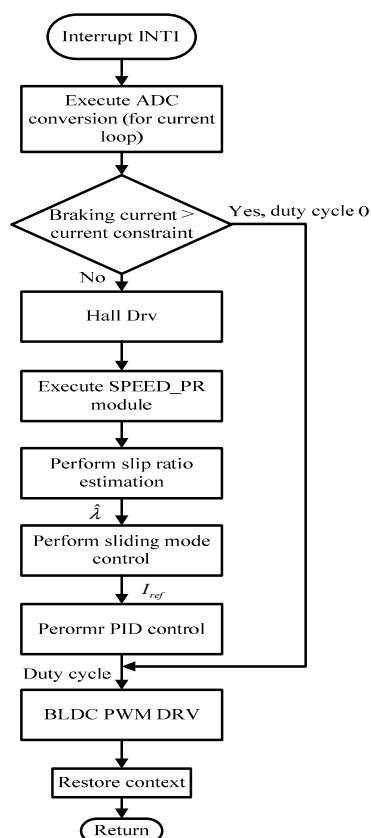 Interrupt INT1
Execute ADC
conversion (for current
loop)
Braking current >
current constraint
Yes, duty cycle 0
No
Hall Drv
Execute SPEED_PR
module
Perform slip ratio
estimation
λ̂
Perform sliding mode
control
I_ref
Perormr PID control
Duty cycle
BLDC PWM DRV
Restore context
Return